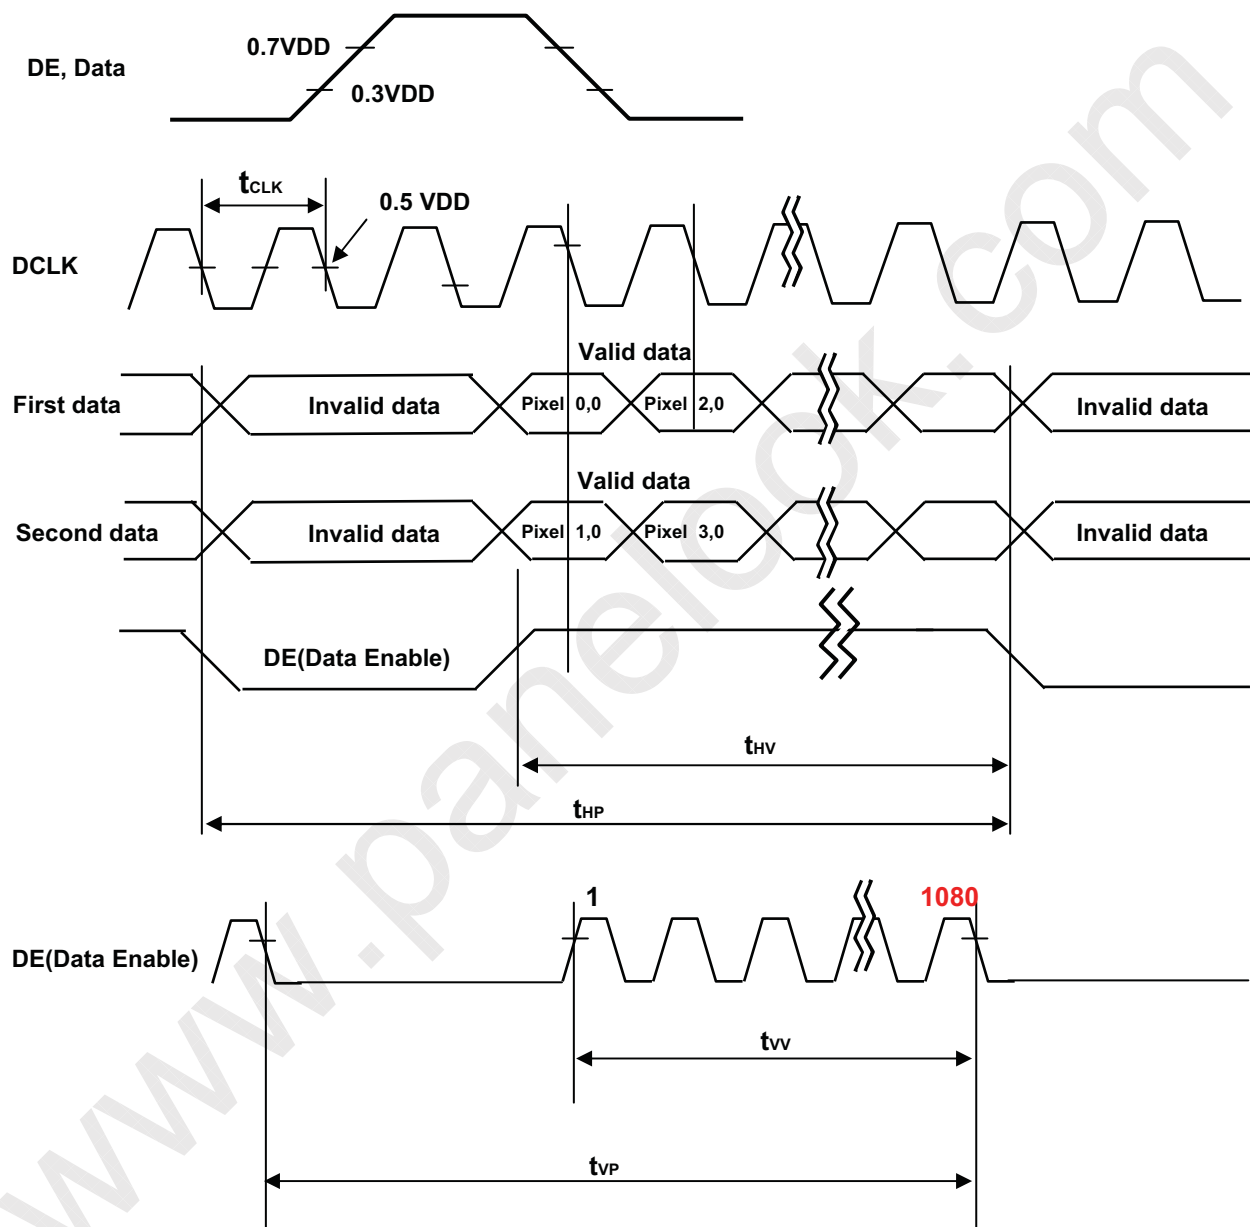 0.7VDD
DE, Data
0.3VDD
tCLK
0.5 VDD
DCLK
Valid data
First data
Invalid data
Pixel 0,0
Pixel 2,0
Invalid data
Valid data
Second data
Invalid data
Pixel 1,0
Pixel 3,0
Invalid data
DE(Data Enable)
tHV
tHP
1
1080
DE(Data Enable)
tVV
tVP
www.panelook.com